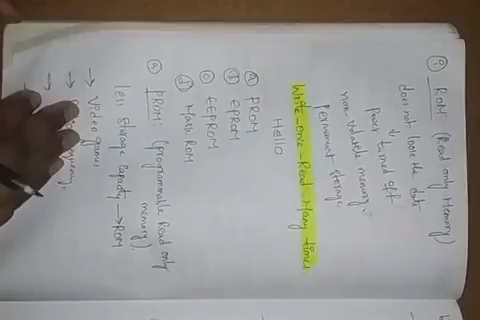 ① ROM (Read only Memory)
does not loose the data
↓
Power turned off
non-volatile memory
permanent storage
Write-once-Read Many times
Hello
ⓐ PROM
ⓑ EPROM
ⓒ EEPROM
ⓓ Mask ROM
ⓐ PROM: (programmable Read only
memory).
less storage capacity → ROM
→ Video games
→
→